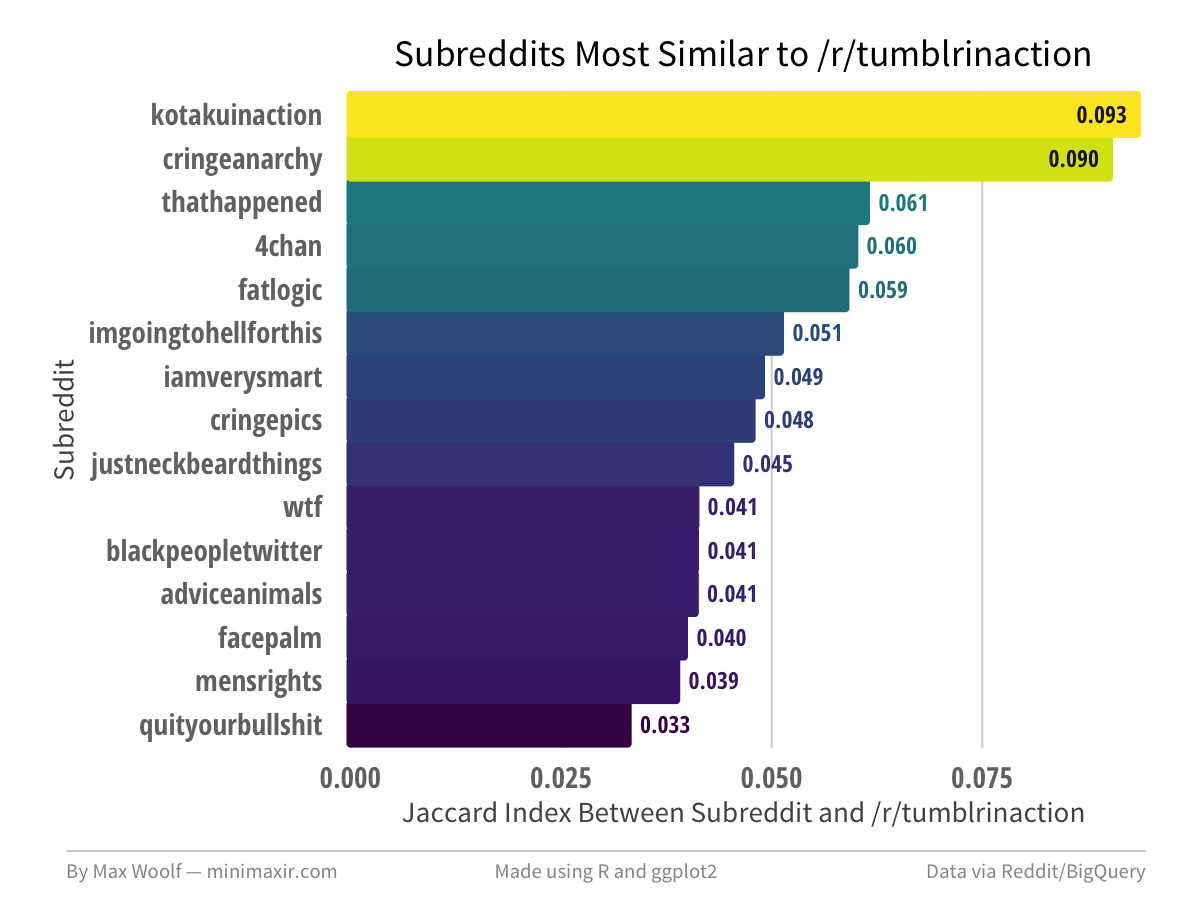 Subreddits Most Similar to /r/tumblrinaction
kotakuinaction 0.093
cringeanarchy 0.090
thathappened 0.061
4chan 0.060
fatlogic 0.059
imgoingtohellforthis 0.051
iamverysmart 0.049
cringepics 0.048
justneckbeardthings 0.045
wtf 0.041
blackpeopletwitter 0.041
adviceanimals 0.041
facepalm 0.040
mensrights 0.039
quityourbullshit 0.033
Subreddit
0.000 0.025 0.050 0.075
Jaccard Index Between Subreddit and /r/tumblrinaction
By Max Woolf — minimaxir.com Made using R and ggplot2 Data via Reddit/BigQuery